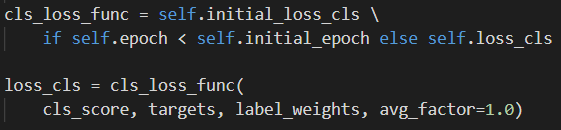 cls_loss_func = self.initial_loss_cls \
    if self.epoch < self.initial_epoch else self.loss_cls
loss_cls = cls_loss_func(
    cls_score, targets, label_weights, avg_factor=1.0)